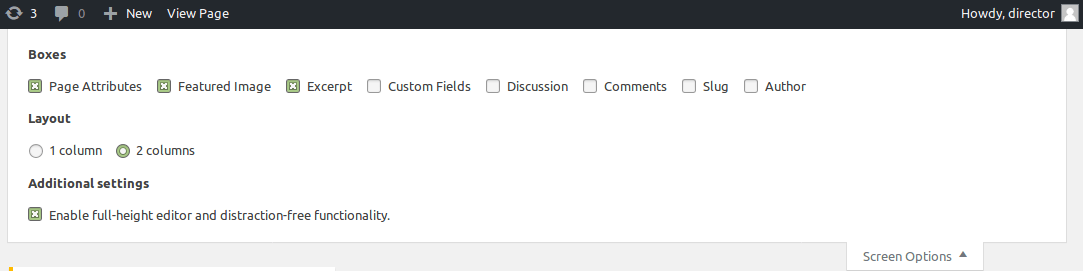 3 0 New View Page Howdy, director
Boxes
Page Attributes Featured Image Excerpt Custom Fields Discussion Comments Slug Author
Layout
1 column 2 columns
Additional settings
Enable full-height editor and distraction-free functionality.
Screen Options